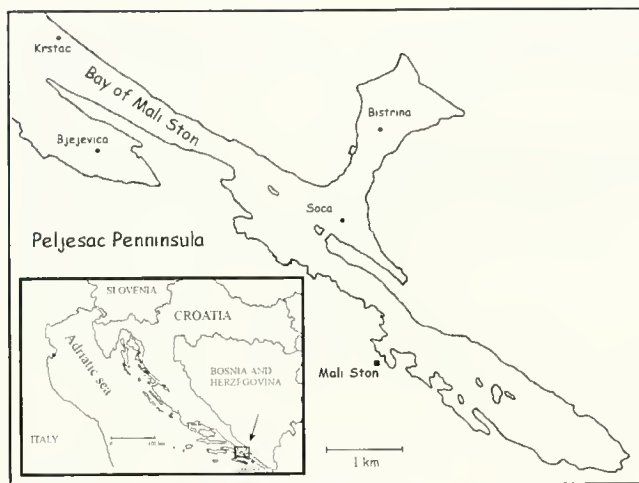 Krstac
Bay of Mali Ston
Bistrina
Bjejevica
Soca
Peljesac Penninsula
SLOVENIA
CROATIA
Adriatic sea
BOSNIA AND
HERZEGOVINA
Mali Ston
ITALY
1 km